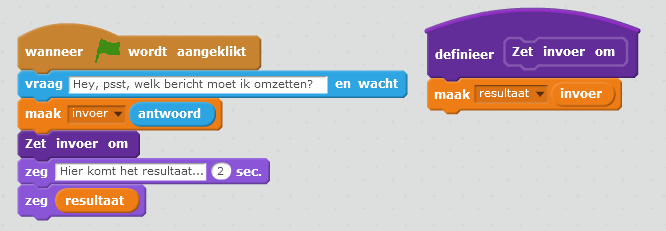 wanneer wordt aangeklikt
vraag Hey, psst, welk bericht moet ik omzetten? en wacht
maak invoer antwoord
Zet invoer om
zeg Hier komt het resultaat... 2 sec.
zeg resultaat
definieer Zet invoer om
maak resultaat invoer